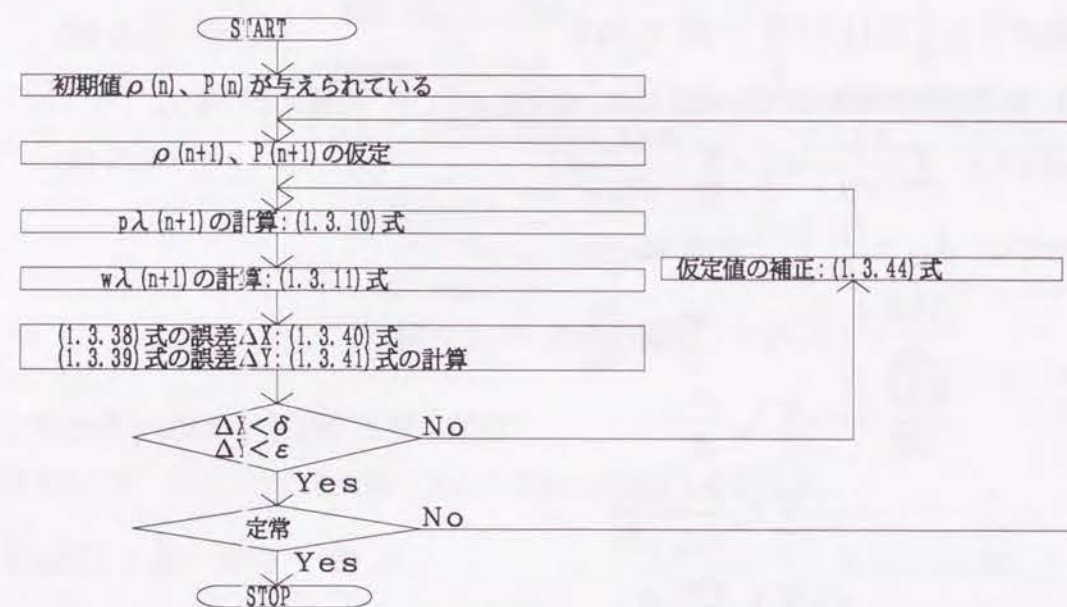 START
初期値ρ(n)、P(n)が与えられている
ρ(n+1)、P(n+1)の仮定
pλ(n+1)の計算:(1.3.10)式
wλ(n+1)の計算:(1.3.11)式
仮定値の補正:(1.3.44)式
(1.3.38)式の誤差ΔX:(1.3.40)式
(1.3.39)式の誤差ΔY:(1.3.41)式の計算
ΔX<δ
ΔY<ε
No
Yes
定常
No
Yes
STOP